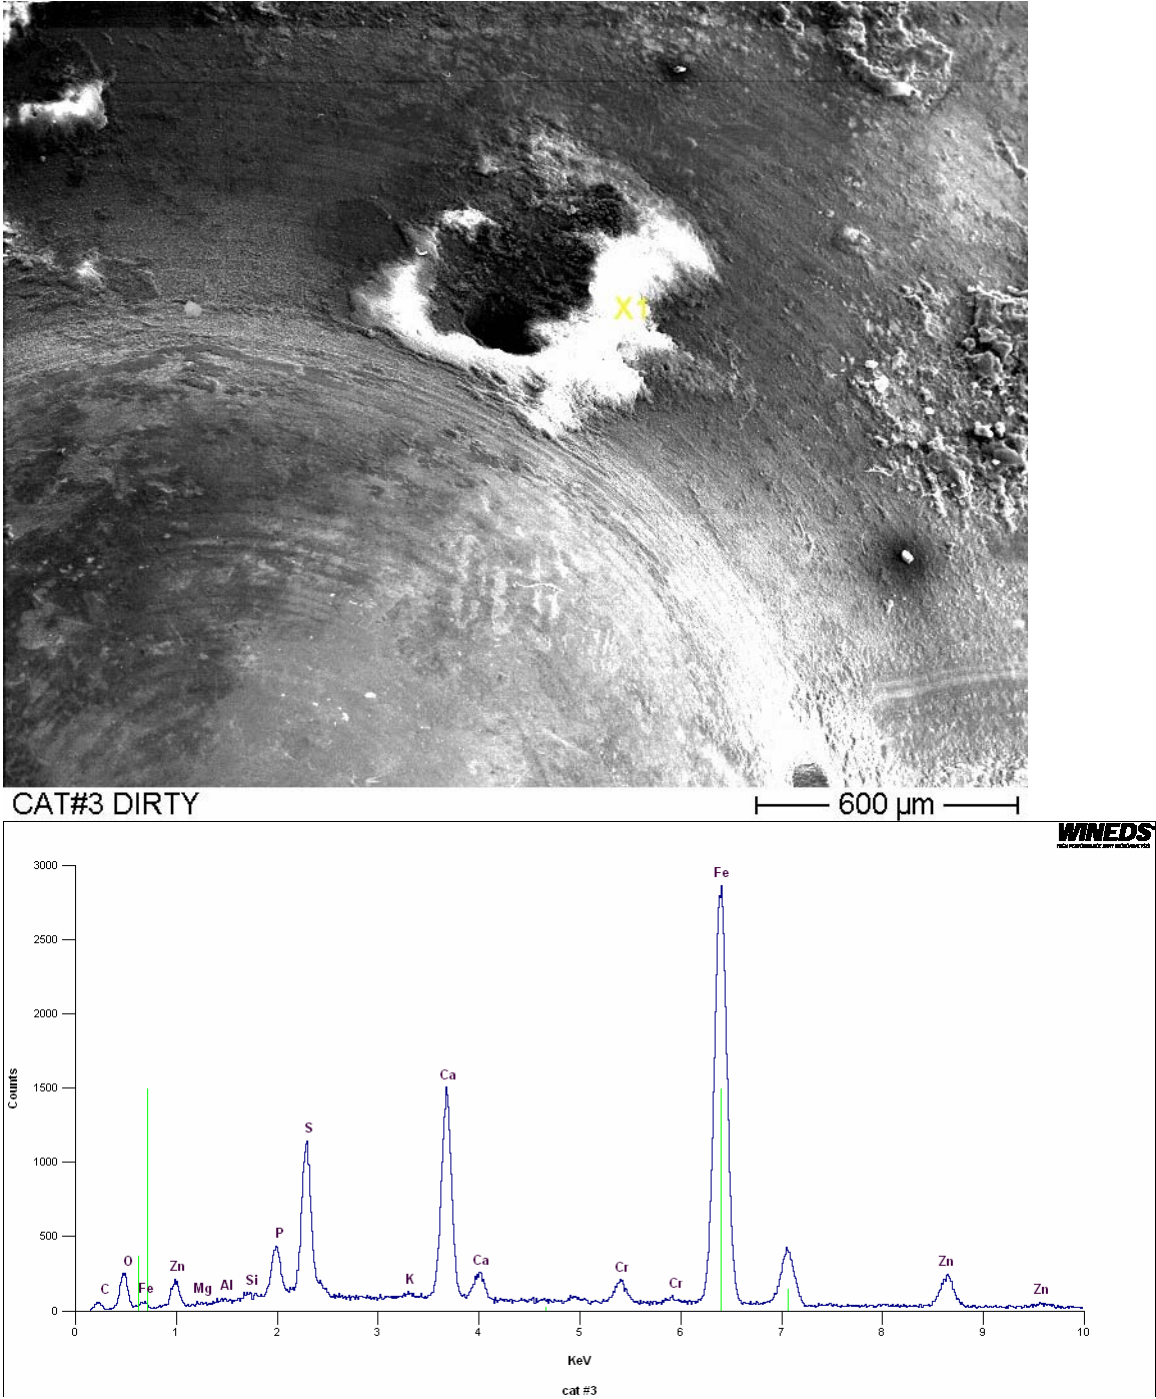 X1
CAT#3 DIRTY
600 µm
WINEDS
3000
2500
2000
1500
1000
500
0
Counts
C
O
Fe
Zn
Mg
Al
Si
P
S
K
Ca
Ca
Cr
Cr
Fe
Zn
Zn
0 1 2 3 4 5 6 7 8 9 10
KeV
cat #3